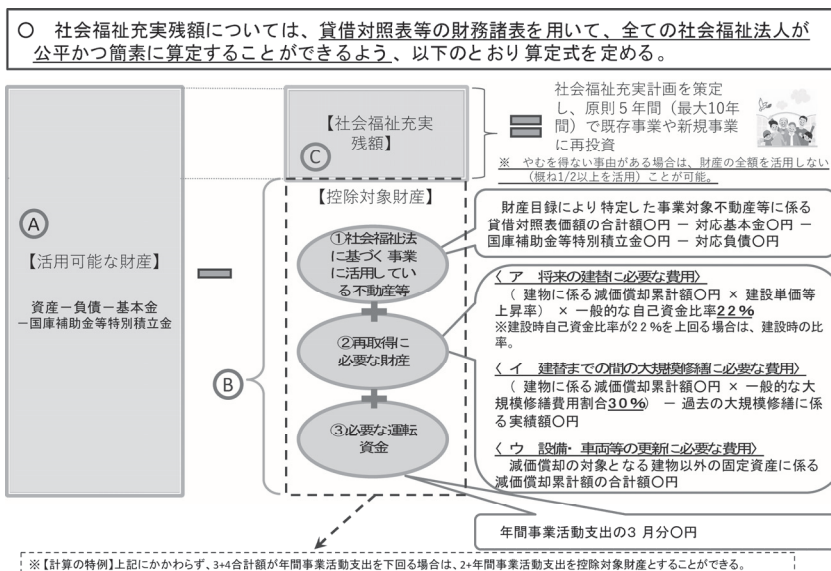 ○ 社会福祉充実残額については、貸借対照表等の財務諸表を用いて、全ての社会福祉法人が
公平かつ簡素に算定することができるよう、以下のとおり算定式を定める。
A
【活用可能な財産】
資産－負債－基本金
－国庫補助金等特別積立金
【社会福祉充実
残額】
C
社会福祉充実計画を策定
し、原則5年間（最大10年
間）で既存事業や新規事業
に再投資
※ やむを得ない事由がある場合は、財産の全額を活用しない
（概ね1/2以上を活用）ことが可能。
B
【控除対象財産】
①社会福祉法
に基づく事業
に活用してい
る不動産等
②再取得に
必要な財産
③必要な運転
資金
財産目録により特定した事業対象不動産等に係る
貸借対照表価額の合計額〇円 － 対応基本金〇円 －
国庫補助金等特別積立金〇円 － 対応負債〇円
〈 ア 将来の建替に必要な費用〉
（ 建物に係る減価償却累計額〇円 × 建設単価等
上昇率） × 一般的な自己資金比率22%
※建設時自己資金比率が22%を上回る場合は、建設時の比
率。
〈 イ 建替までの間の大規模修繕に必要な費用〉
（ 建物に係る減価償却累計額〇円 × 一般的な大
規模修繕費用割合30%） － 過去の大規模修繕に係
る実績額〇円
〈 ウ 設備・車両等の更新に必要な費用〉
減価償却の対象となる建物以外の固定資産に係る
減価償却累計額の合計額〇円
年間事業活動支出の3 月分〇円
※【計算の特例】上記にかかわらず、3+4合計額が年間事業活動支出を下回る場合は、2+年間事業活動支出を控除対象財産とすることができる。